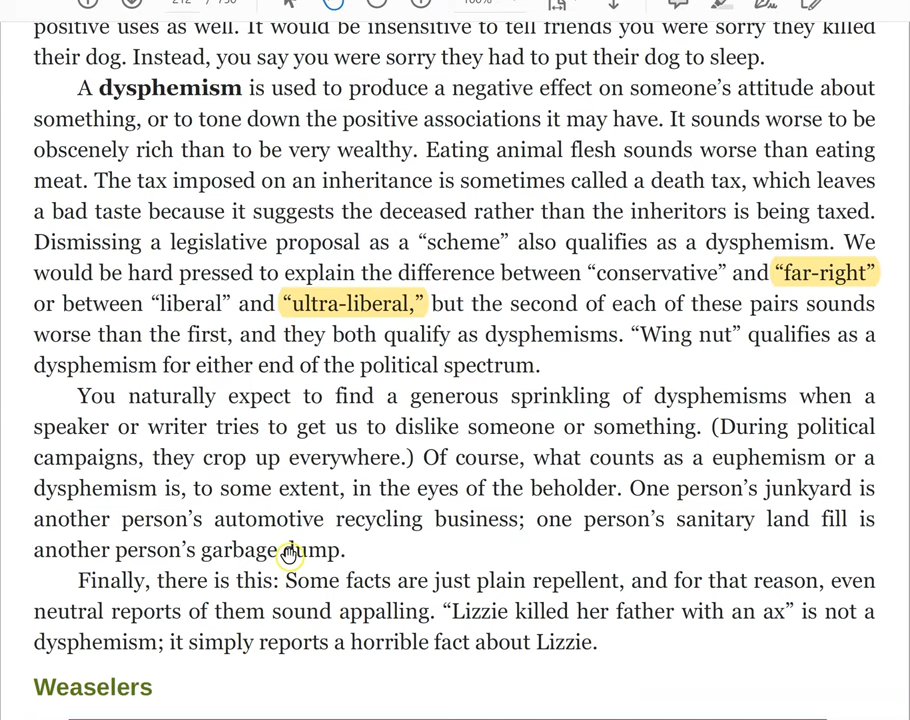 positive uses as well. It would be insensitive to tell friends you were sorry they killed
their dog. Instead, you say you were sorry they had to put their dog to sleep.
A dysphemism is used to produce a negative effect on someone’s attitude about
something, or to tone down the positive associations it may have. It sounds worse to be
obscenely rich than to be very wealthy. Eating animal flesh sounds worse than eating
meat. The tax imposed on an inheritance is sometimes called a death tax, which leaves
a bad taste because it suggests the deceased rather than the inheritors is being taxed.
Dismissing a legislative proposal as a “scheme” also qualifies as a dysphemism. We
would be hard pressed to explain the difference between “conservative” and “far-right”
or between “liberal” and “ultra-liberal,” but the second of each of these pairs sounds
worse than the first, and they both qualify as dysphemisms. “Wing nut” qualifies as a
dysphemism for either end of the political spectrum.
You naturally expect to find a generous sprinkling of dysphemisms when a
speaker or writer tries to get us to dislike someone or something. (During political
campaigns, they crop up everywhere.) Of course, what counts as a euphemism or a
dysphemism is, to some extent, in the eyes of the beholder. One person’s junkyard is
another person’s automotive recycling business; one person’s sanitary land fill is
another person’s garbage dump.
Finally, there is this: Some facts are just plain repellent, and for that reason, even
neutral reports of them sound appalling. “Lizzie killed her father with an ax” is not a
dysphemism; it simply reports a horrible fact about Lizzie.
Weaselers